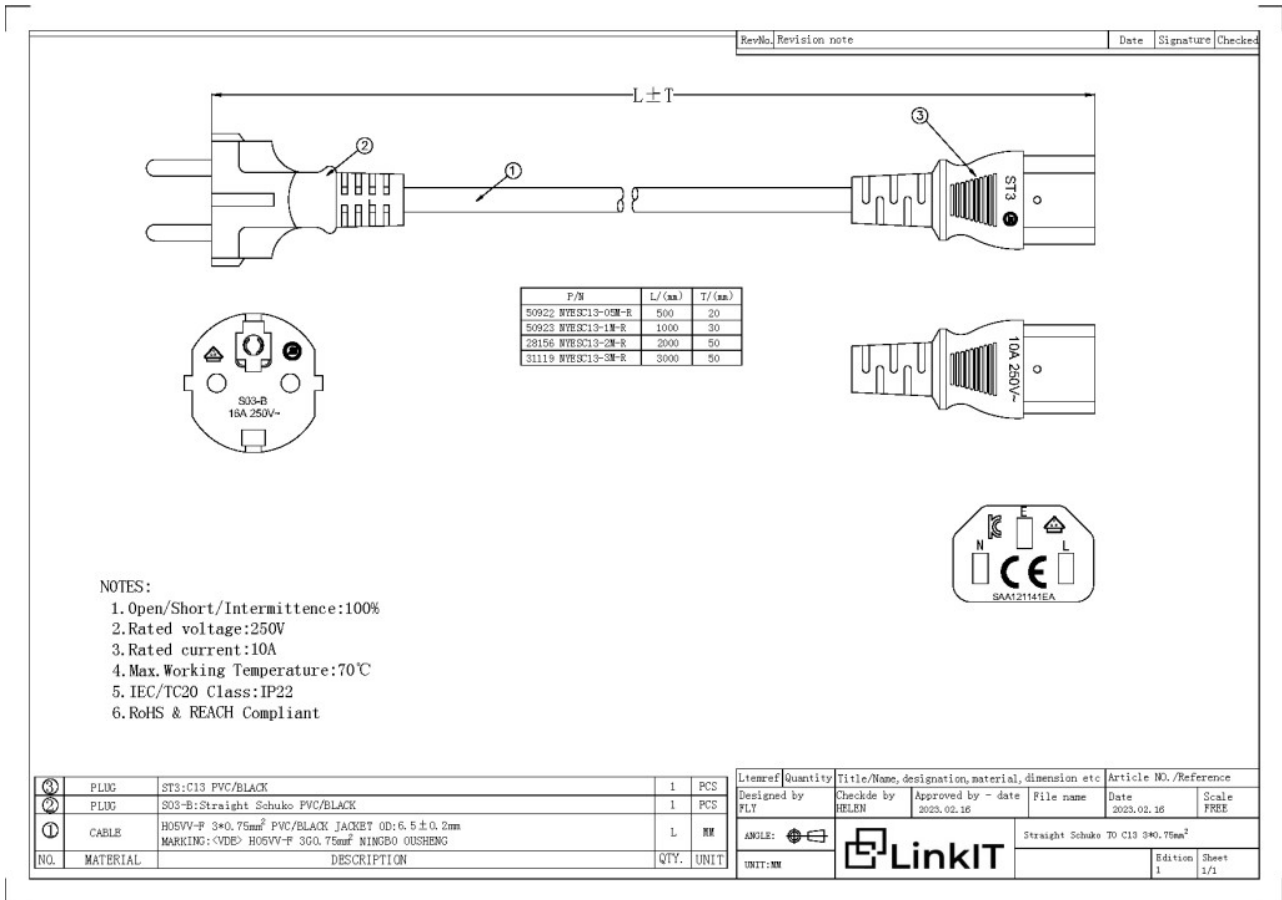 RevNo. Revision note Date Signature Checked
L±T
③
②
①
ST3
P/N L/(mm) T/(mm)
50922 NYESC13-05M-R 500 20
50923 NYESC13-1M-R 1000 30
28156 NYESC13-2M-R 2000 50
31119 NYESC13-3M-R 3000 50
10A 250V~
S03-B
16A 250V~
E
N L
CE
SAA121141EA
NOTES:
1.Open/Short/Intermittence:100%
2.Rated voltage:250V
3.Rated current:10A
4.Max.Working Temperature:70℃
5.IEC/TC20 Class:IP22
6.RoHS & REACH Compliant
③ PLUG ST3:C13 PVC/BLACK 1 PCS
② PLUG S03-B:Straight Schuko PVC/BLACK 1 PCS
① CABLE H05VV-F 3*0.75mm² PVC/BLACK JACKET OD:6.5±0.2mm L MM
MARKING:<VDE> H05VV-F 3G0.75mm² NINGBO OUSHENG
NO. MATERIAL DESCRIPTION QTY. UNIT
Ltemref Quantity Title/Name, designation, material, dimension etc Article NO./Reference
Designed by Checkde by Approved by - date File name Date Scale
FLY HELEN 2023.02.16 2023.02.16 FREE
ANGLE:
LinkIT
Straight Schuko TO C13 3*0.75mm²
UNIT:MM
Edition Sheet
1 1/1